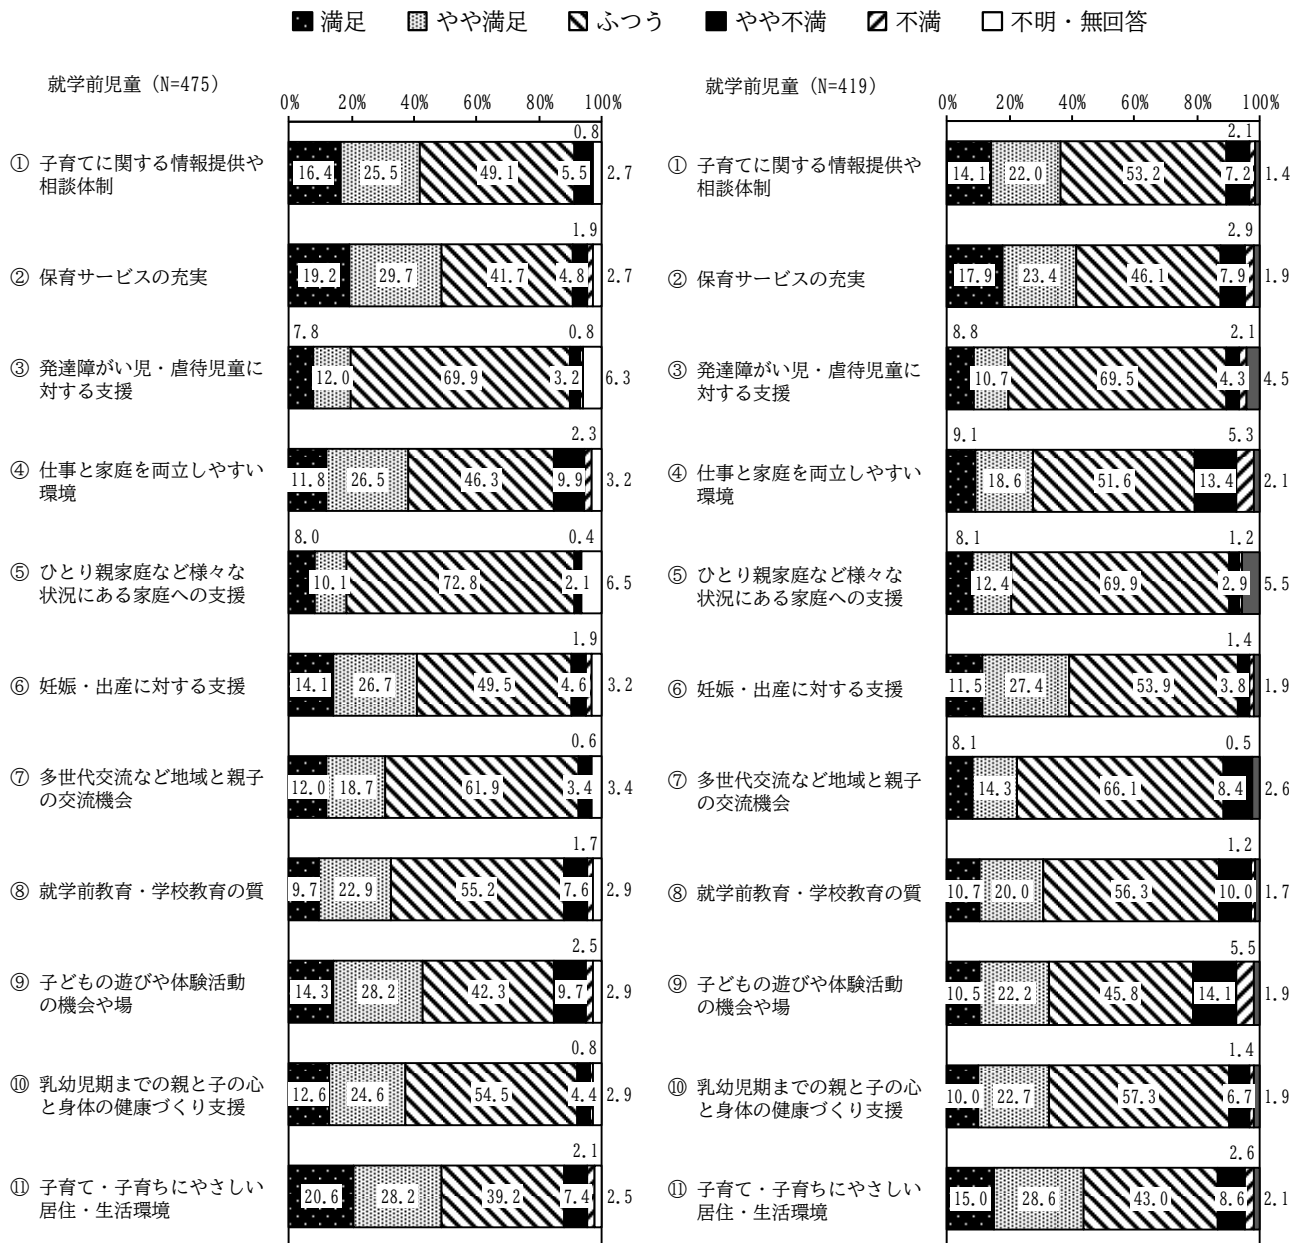 満足 やや満足 ふつう やや不満 不満 不明・無回答
就学前児童（N=475）
0% 20% 40% 60% 80% 100%
0.8
① 子育てに関する情報提供や
相談体制
16.4 25.5 49.1 5.5 2.7
1.9
② 保育サービスの充実
19.2 29.7 41.7 4.8 2.7
7.8 0.8
③ 発達障がい児・虐待児童に
対する支援
12.0 69.9 3.2 6.3
2.3
④ 仕事と家庭を両立しやすい
環境
11.8 26.5 46.3 9.9 3.2
8.0 0.4
⑤ ひとり親家庭など様々な
状況にある家庭への支援
10.1 72.8 2.1 6.5
1.9
⑥ 妊娠・出産に対する支援
14.1 26.7 49.5 4.6 3.2
0.6
⑦ 多世代交流など地域と親子
の交流機会
12.0 18.7 61.9 3.4 3.4
1.7
⑧ 就学前教育・学校教育の質
9.7 22.9 55.2 7.6 2.9
2.5
⑨ 子どもの遊びや体験活動
の機会や場
14.3 28.2 42.3 9.7 2.9
0.8
⑩ 乳幼児期までの親と子の心
と身体の健康づくり支援
12.6 24.6 54.5 4.4 2.9
2.1
⑪ 子育て・子育ちにやさしい
居住・生活環境
20.6 28.2 39.2 7.4 2.5
就学前児童（N=419）
0% 20% 40% 60% 80% 100%
2.1
① 子育てに関する情報提供や
相談体制
14.1 22.0 53.2 7.2 1.4
2.9
② 保育サービスの充実
17.9 23.4 46.1 7.9 1.9
8.8 2.1
③ 発達障がい児・虐待児童に
対する支援
10.7 69.5 4.3 4.5
9.1 5.3
④ 仕事と家庭を両立しやすい
環境
18.6 51.6 13.4 2.1
8.1 1.2
⑤ ひとり親家庭など様々な
状況にある家庭への支援
12.4 69.9 2.9 5.5
1.4
⑥ 妊娠・出産に対する支援
11.5 27.4 53.9 3.8 1.9
8.1 0.5
⑦ 多世代交流など地域と親子
の交流機会
14.3 66.1 8.4 2.6
1.2
⑧ 就学前教育・学校教育の質
10.7 20.0 56.3 10.0 1.7
5.5
⑨ 子どもの遊びや体験活動
の機会や場
10.5 22.2 45.8 14.1 1.9
1.4
⑩ 乳幼児期までの親と子の心
と身体の健康づくり支援
10.0 22.7 57.3 6.7 1.9
2.6
⑪ 子育て・子育ちにやさしい
居住・生活環境
15.0 28.6 43.0 8.6 2.1